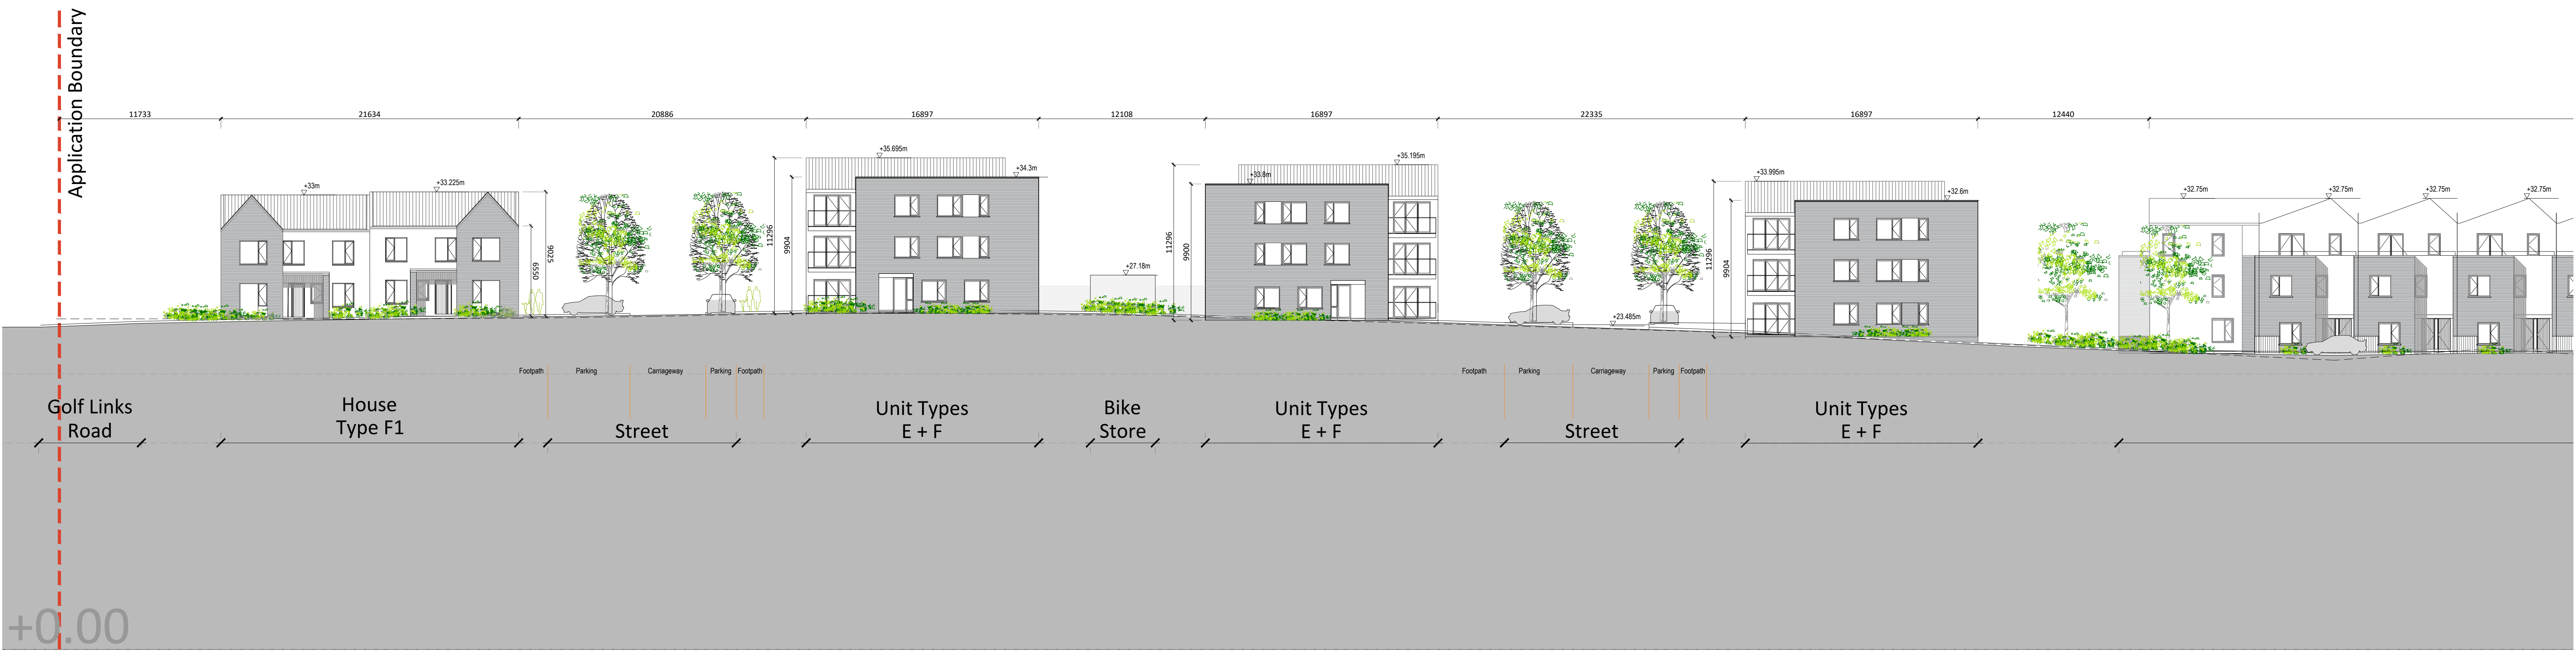 Application Boundary
11733
21634
20886
16897
12108
16897
22335
16897
12440
+33m
+33.225m
6550
9025
11296
9904
+35.695m
+34.3m
+27.18m
11296
9900
+33.8m
+35.195m
+23.485m
11296
9904
+33.995m
+32.6m
+32.75m
+32.75m
+32.75m
+32.75m
Footpath
Parking
Carriageway
Parking
Footpath
Footpath
Parking
Carriageway
Parking
Footpath
Golf Links
Road
House
Type F1
Street
Unit Types
E + F
Bike
Store
Unit Types
E + F
Street
Unit Types
E + F
+0.00